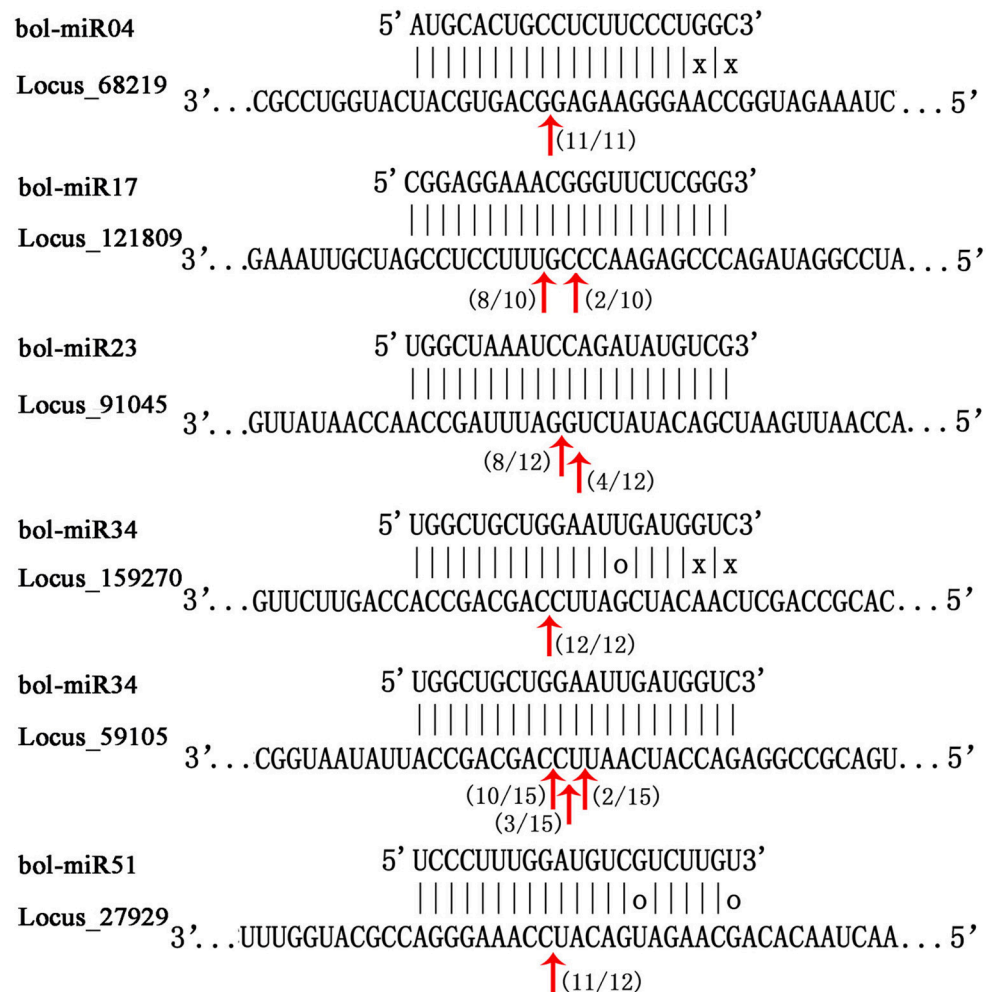 bol-miR04 5’AUGCACUGCCUCUUCCCUGGC3’
||||||||||||||||||x|x
Locus_68219 3’...CGCCUGGUACUACGUGACGGAGAAGGGAACCGGUAGAAAUC...5’
(11/11)
bol-miR17 5’CGGAGGAAACGGGUUCUCGGG3’
|||||||||||||||||||||
Locus_121809 3’...GAAAUUGCUAGCCUCCUUUGCCCAAGAGCCCAGAUAGGCCUA...5’
(8/10) (2/10)
bol-miR23 5’UGGCUAAAUCCAGAUAUGUCG3’
|||||||||||||||||||||
Locus_91045 3’...GUUAUAACCAACCGAUUUAGGUCUAUACAGCUAAGUUAACCA...5’
(8/12)
(4/12)
bol-miR34 5’UGGCUGCUGGAAUUGAUGGUC3’
|||||||||||||o||||x|x
Locus_159270 3’...GUUCUUGACCACCGACGACCUUAGCUACAACUCGACCGCAC...5’
(12/12)
bol-miR34 5’UGGCUGCUGGAAUUGAUGGUC3’
|||||||||||||||||||||
Locus_59105 3’...CGGUAAUAUUACCGACGACCUUAACUACCAGAGGCCGCAGU...5’
(10/15) (2/15)
(3/15)
bol-miR51 5’UCCCUUUGGAUGUCGUCUUGU3’
||||||||||||||o|||||o
Locus_27929 3’...UUUGGUACGCCAGGGAAACCUACAGUAGAACGACACAAUCAA...5’
(11/12)